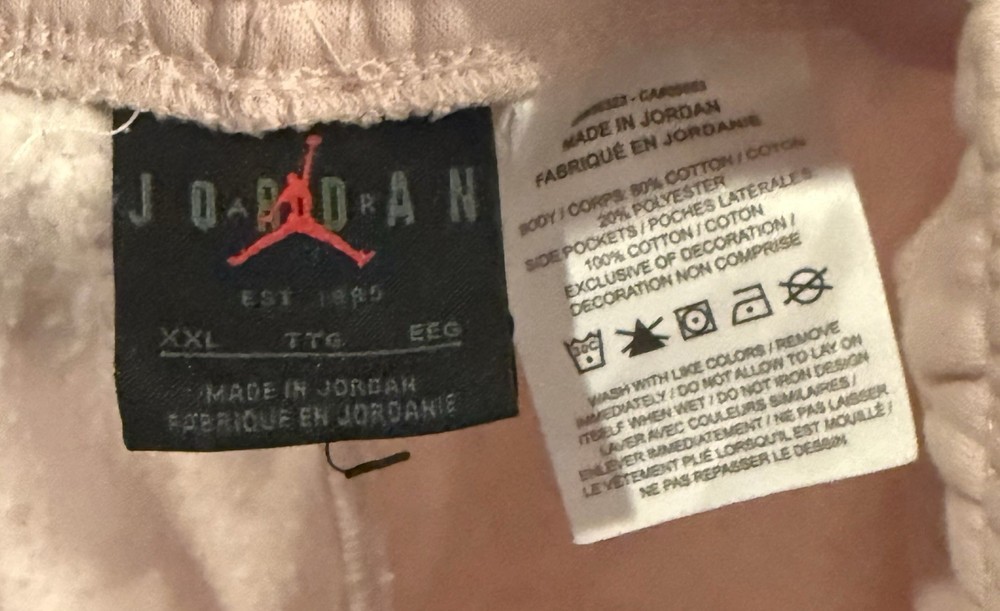 JORDAN
AIR
EST 1985
XXL TTG EEG
MADE IN JORDAN
FABRIQUE EN JORDANIE
MADE IN JORDAN
FABRIQUÉ EN JORDANIE
BODY / CORPS: 80% COTTON / COTON
20% POLYESTER
SIDE POCKETS / POCHES LATÉRALES
100% COTTON / COTON
EXCLUSIVE OF DECORATION /
DECORATION NON COMPRISE
30C
WASH WITH LIKE COLORS / REMOVE
IMMEDIATELY / DO NOT ALLOW TO LAY ON
ITSELF WHEN WET / DO NOT IRON DESIGN
LAVER AVEC COULEURS SIMILAIRES /
ENLEVER IMMEDIATEMENT / NE PAS LAISSER
LE VÊTEMENT PLIÉ LORSQU'IL EST MOUILLÉ /
NE PAS REPASSER LE DESSIN